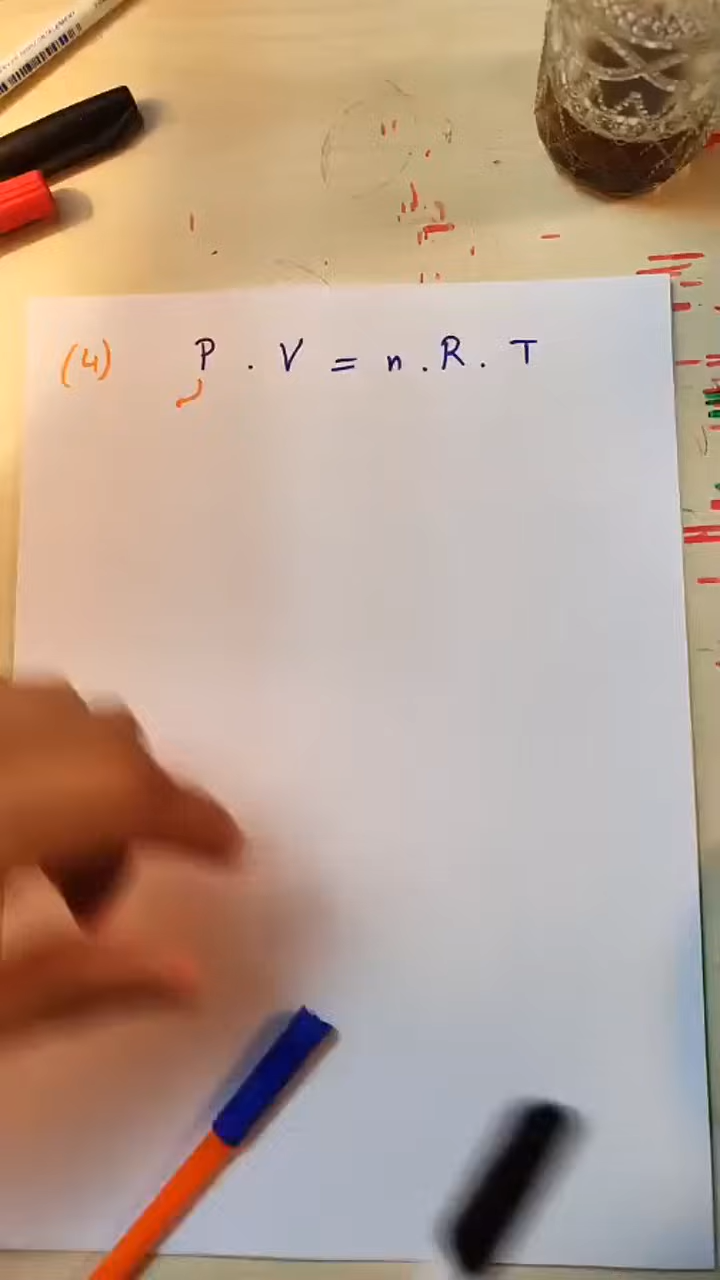 (4) P . V = n . R . T